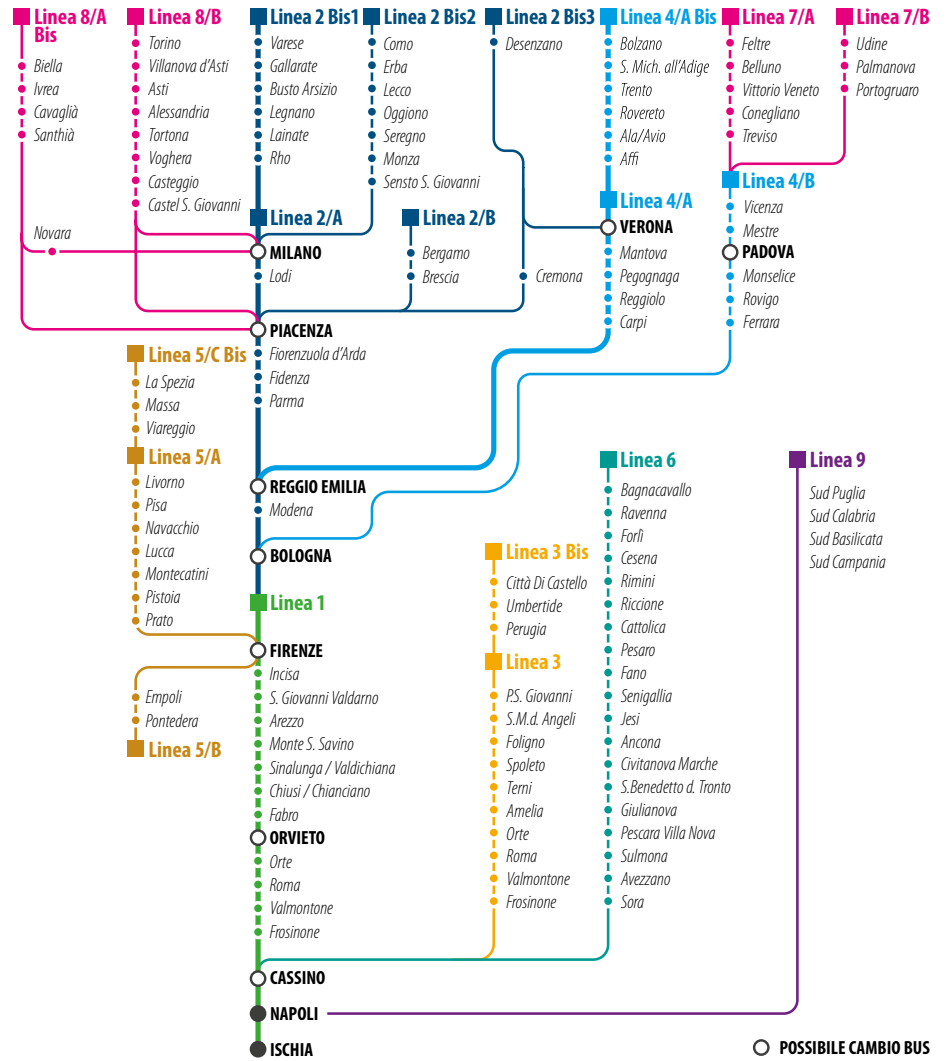 Linea 8/A
Bis
Biella
Ivrea
Cavaglià
Santhià
Novara
Linea 8/B
Torino
Villanova d'Asti
Asti
Alessandria
Tortona
Voghera
Casteggio
Castel S. Giovanni
Linea 2 Bis1
Varese
Gallarate
Busto Arsizio
Legnano
Lainate
Rho
Linea 2/A
MILANO
Lodi
PIACENZA
Fiorenzuola d'Arda
Fidenza
Parma
REGGIO EMILIA
Modena
BOLOGNA
Linea 2 Bis2
Como
Erba
Lecco
Oggiono
Seregno
Monza
Sensto S. Giovanni
Linea 2/B
Bergamo
Brescia
Linea 2 Bis3
Desenzano
Cremona
Linea 4/A Bis
Bolzano
S. Mich. all'Adige
Trento
Rovereto
Ala/Avio
Affi
Linea 4/A
VERONA
Mantova
Pegognaga
Reggiolo
Carpi
Linea 7/A
Feltre
Belluno
Vittorio Veneto
Conegliano
Treviso
Linea 7/B
Udine
Palmanova
Portogruaro
Linea 4/B
Vicenza
Mestre
PADOVA
Monselice
Rovigo
Ferrara
Linea 5/C Bis
La Spezia
Massa
Viareggio
Linea 5/A
Livorno
Pisa
Navacchio
Lucca
Montecatini
Pistoia
Prato
Empoli
Pontedera
Linea 5/B
Linea 1
FIRENZE
Incisa
S. Giovanni Valdarno
Arezzo
Monte S. Savino
Sinalunga / Valdichiana
Chiusi / Chianciano
Fabro
ORVIETO
Orte
Roma
Valmontone
Frosinone
CASSINO
NAPOLI
ISCHIA
Linea 3 Bis
Città Di Castello
Umbertide
Perugia
Linea 3
P.S. Giovanni
S.M.d. Angeli
Foligno
Spoleto
Terni
Amelia
Orte
Roma
Valmontone
Frosinone
Linea 6
Bagnacavallo
Ravenna
Forlì
Cesena
Rimini
Riccione
Cattolica
Pesaro
Fano
Senigallia
Jesi
Ancona
Civitanova Marche
S.Benedetto d. Tronto
Giulianova
Pescara Villa Nova
Sulmona
Avezzano
Sora
Linea 9
Sud Puglia
Sud Calabria
Sud Basilicata
Sud Campania
POSSIBILE CAMBIO BUS